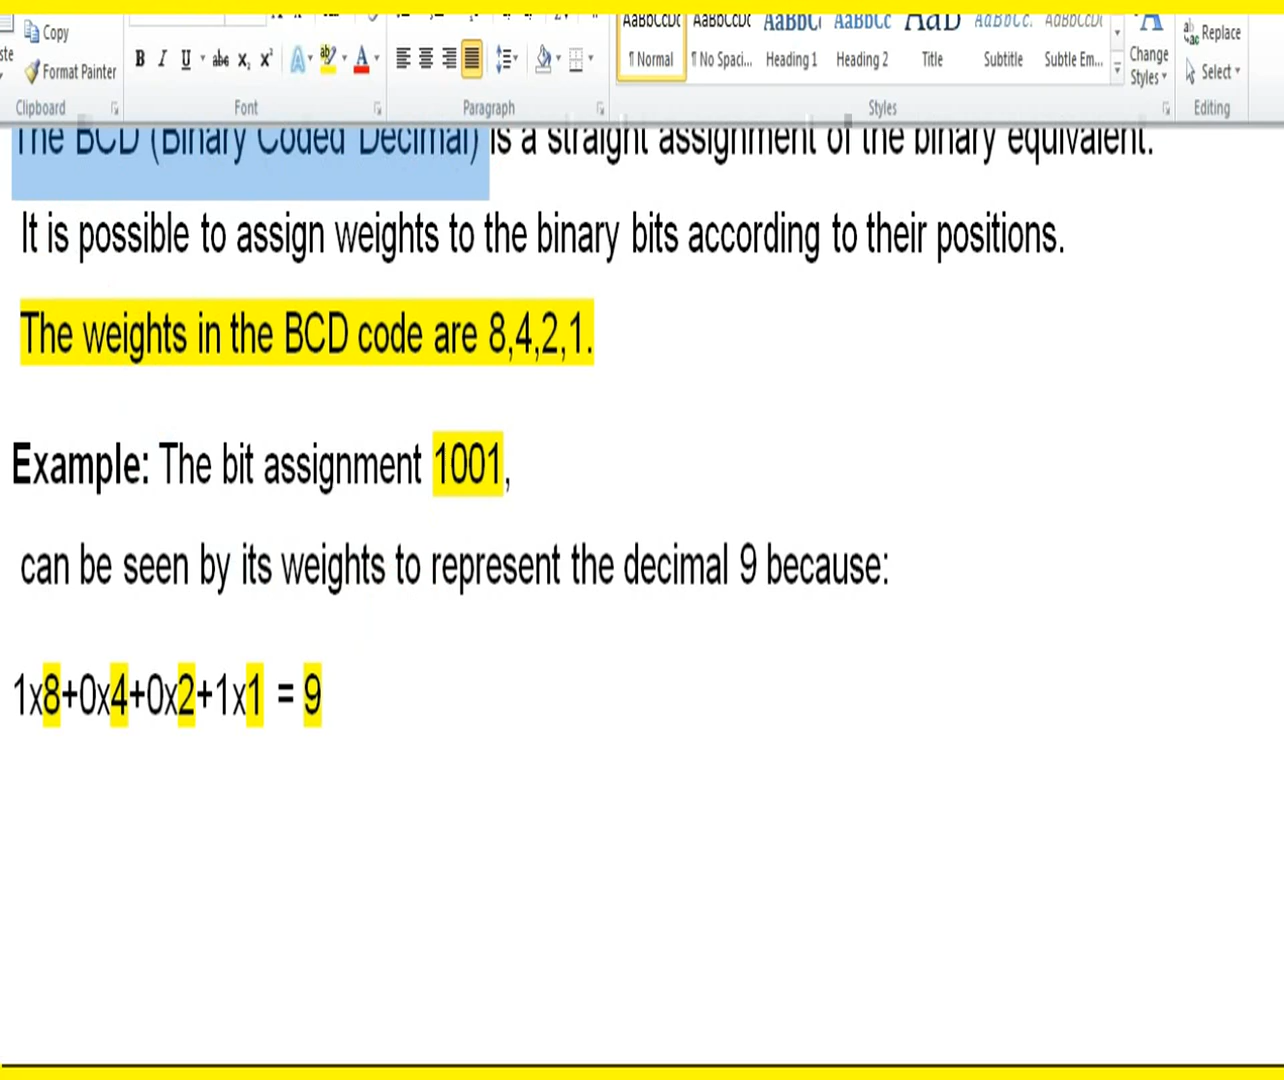 Copy
Replace
Format Painter
B I U abc X₂ X² A ab A
¶ Normal ¶ No Spaci... Heading 1 Heading 2 Title Subtitle Subtle Em... Change Styles Select
Clipboard Font Paragraph Styles Editing
The BCD (Binary Coded Decimal) is a straight assignment of the binary equivalent.
It is possible to assign weights to the binary bits according to their positions.
The weights in the BCD code are 8,4,2,1.
Example: The bit assignment 1001,
can be seen by its weights to represent the decimal 9 because:
1x8+0x4+0x2+1x1 = 9